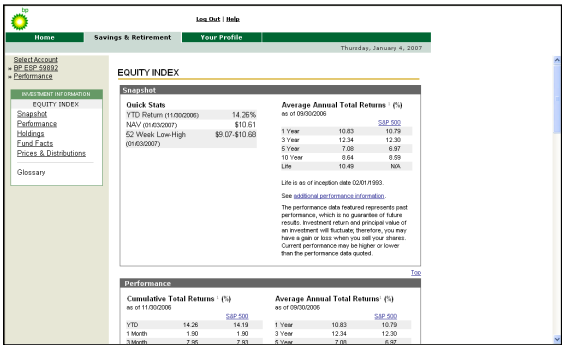 bp
Log Out | Help
Home Savings & Retirement Your Profile
Thursday, January 4, 2007
Select Account
» BP ESP 59892
» Performance
INVESTMENT INFORMATION
EQUITY INDEX
Snapshot
Performance
Holdings
Fund Facts
Prices & Distributions
Glossary
EQUITY INDEX
Snapshot
Quick Stats
YTD Return (11/30/2006) 14.26%
NAV (01/03/2007) $10.61
52 Week Low-High $9.07-$10.68
(01/03/2007)
Average Annual Total Returns 1 (%)
as of 09/30/2006
S&P 500
1 Year 10.83 10.79
3 Year 12.34 12.30
5 Year 7.08 6.97
10 Year 8.64 8.59
Life 10.49 N/A
Life is as of inception date 02/01/1993.
See additional performance information.
The performance data featured represents past
performance, which is no guarantee of future
results. Investment return and principal value of
an investment will fluctuate; therefore, you may
have a gain or loss when you sell your shares.
Current performance may be higher or lower
than the performance data quoted.
Top
Performance
Cumulative Total Returns 1 (%)
as of 11/30/2006
S&P 500
YTD 14.26 14.19
1 Month 1.90 1.90
3 Month 7.95 7.93
Average Annual Total Returns 1 (%)
as of 09/30/2006
S&P 500
1 Year 10.83 10.79
3 Year 12.34 12.30
5 Year 7.08 6.97